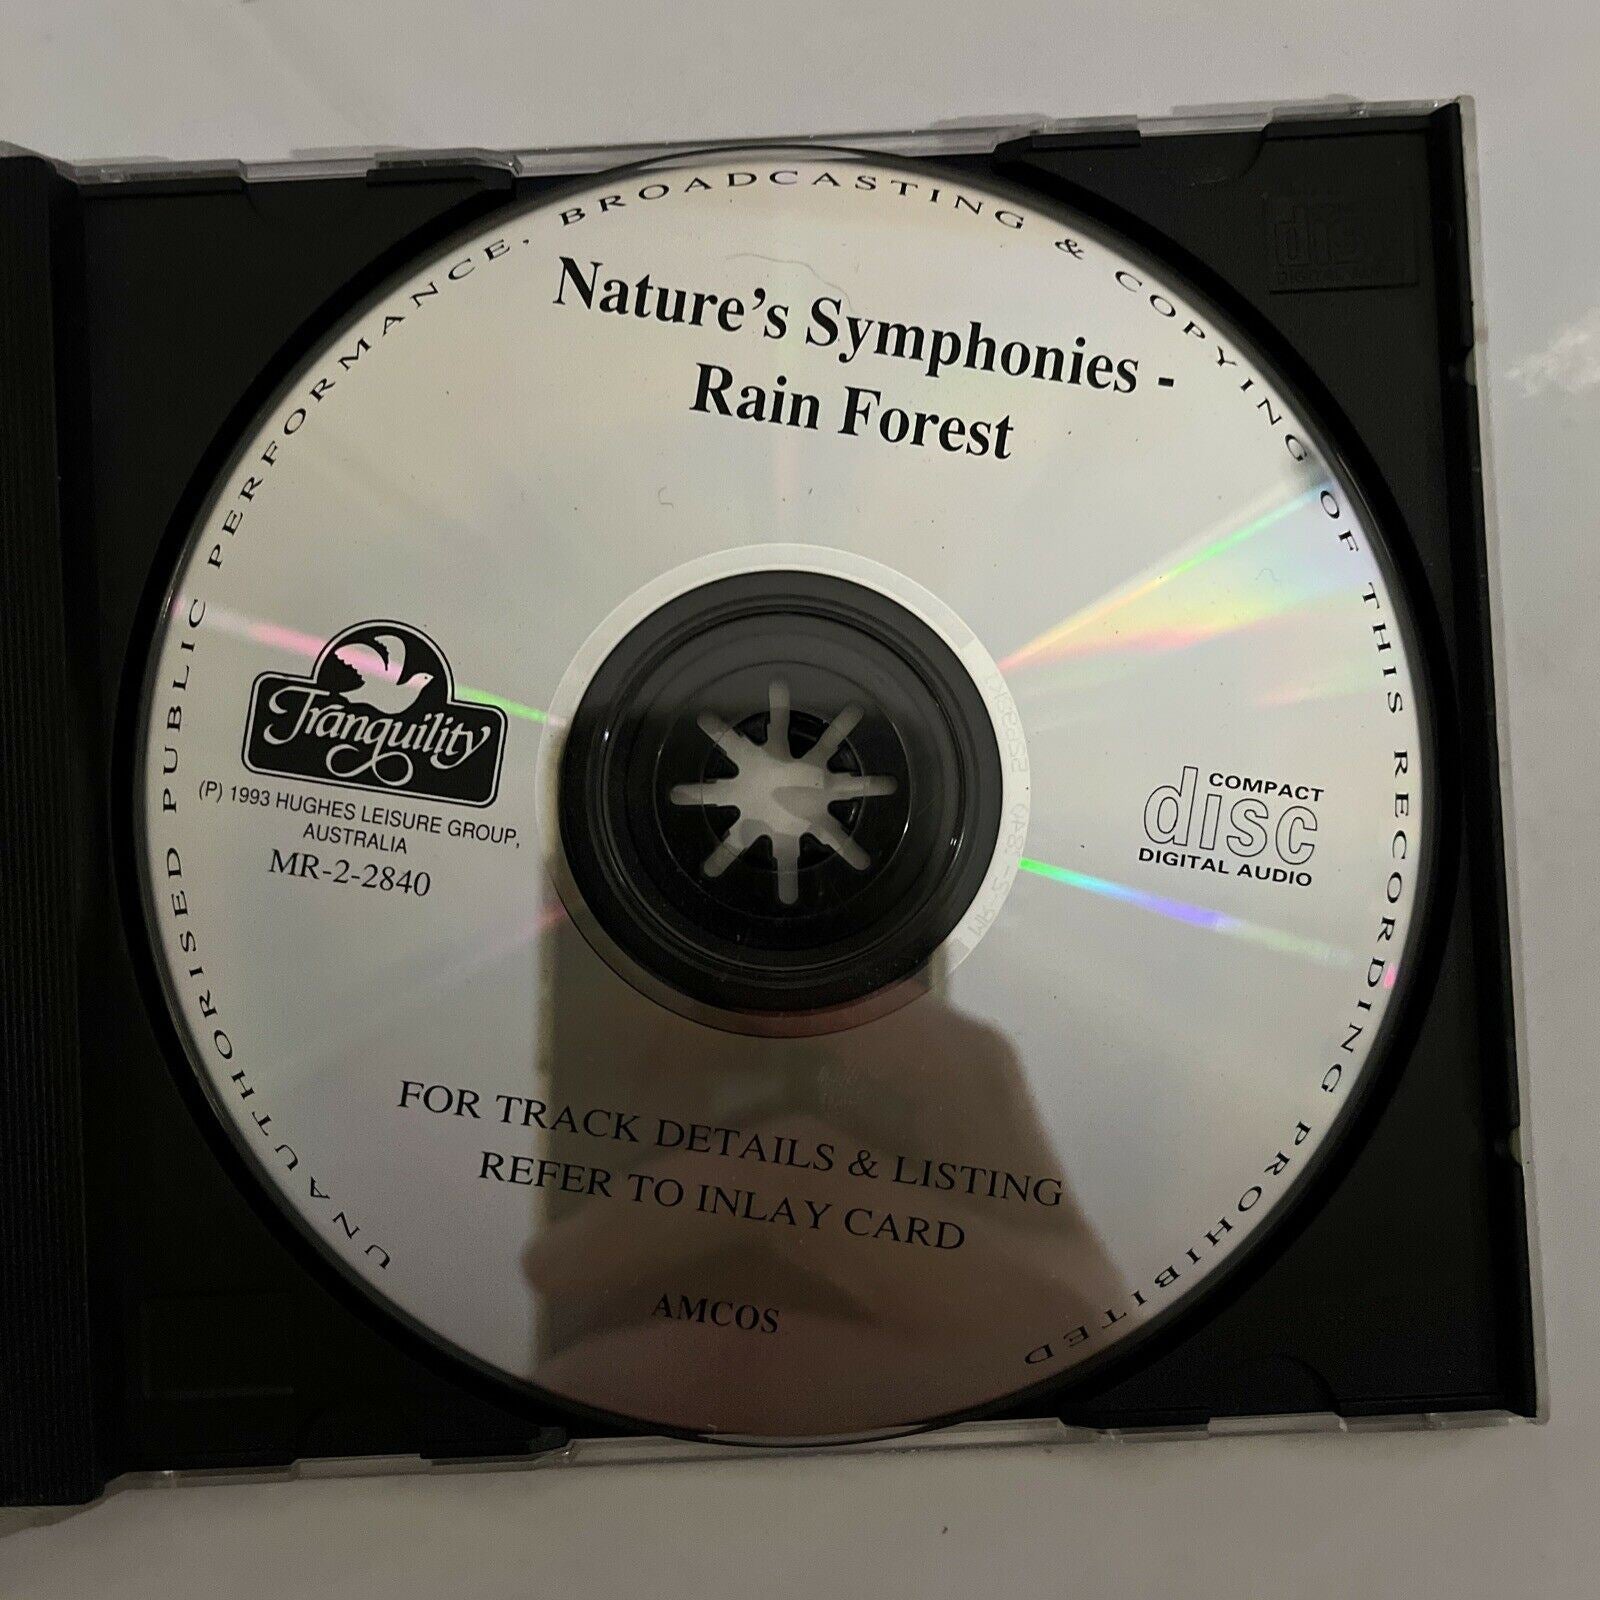 UNAUTHORISED PUBLIC PERFORMANCE, BROADCASTING & COPYING OF THIS RECORDING PROHIBITED
Nature's Symphonies -
Rain Forest
Tranquility
(P) 1993 HUGHES LEISURE GROUP,
AUSTRALIA
MR-2-2840
COMPACT
disc
DIGITAL AUDIO
FOR TRACK DETAILS & LISTING
REFER TO INLAY CARD
AMCOS